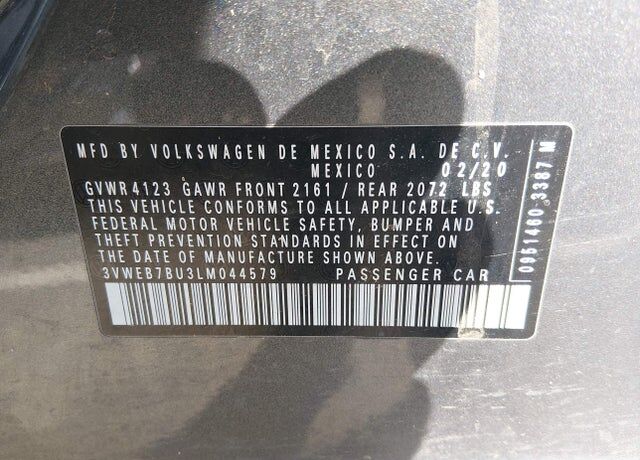 MFD BY VOLKSWAGEN DE MEXICO S.A. DE C.V.
MEXICO 02/20
GVWR 4123 GAWR FRONT 2161 / REAR 2072 LBS
THIS VEHICLE CONFORMS TO ALL APPLICABLE U.S.
FEDERAL MOTOR VEHICLE SAFETY, BUMPER AND
THEFT PREVENTION STANDARDS IN EFFECT ON
THE DATE OF MANUFACTURE SHOWN ABOVE.
3VWEB7BU3LM044579 PASSENGER CAR
0951460 3387 M